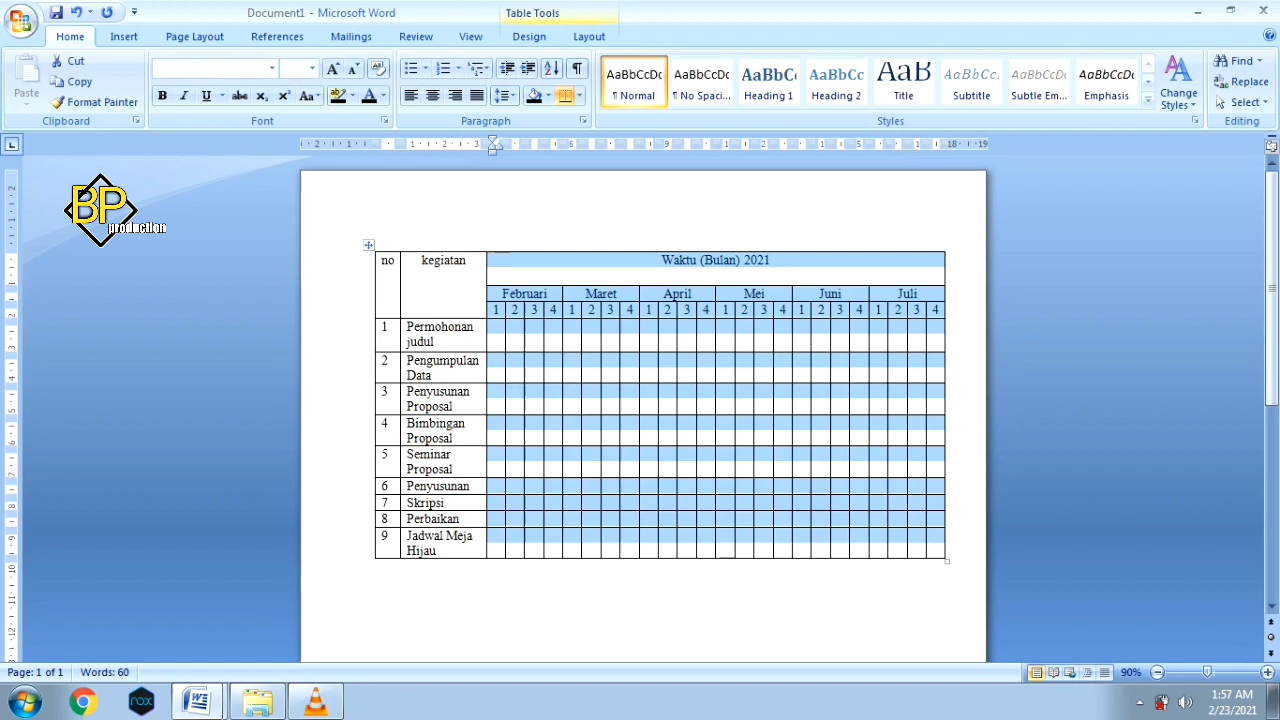 Document1 - Microsoft Word
Table Tools
Home Insert Page Layout References Mailings Review View Design Layout
Paste
Cut
Copy
Format Painter
Clipboard
Font
Paragraph
AaBbCcDc AaBbCcDc AaBbC AaBbCc AaB AaBbCc. AaBbCcDc AaBbCcDc
¶ Normal ¶ No Spaci... Heading 1 Heading 2 Title Subtitle Subtle Em... Emphasis
Change Styles
Styles
Find
Replace
Select
Editing
BP
production
no kegiatan Waktu (Bulan) 2021
Februari Maret April Mei Juni Juli
1 2 3 4 1 2 3 4 1 2 3 4 1 2 3 4 1 2 3 4 1 2 3 4
1 Permohonan
judul
2 Pengumpulan
Data
3 Penyusunan
Proposal
4 Bimbingan
Proposal
5 Seminar
Proposal
6 Penyusunan
7 Skripsi
8 Perbaikan
9 Jadwal Meja
Hijau
Page: 1 of 1 Words: 60 90%
nox
1:57 AM
2/23/2021